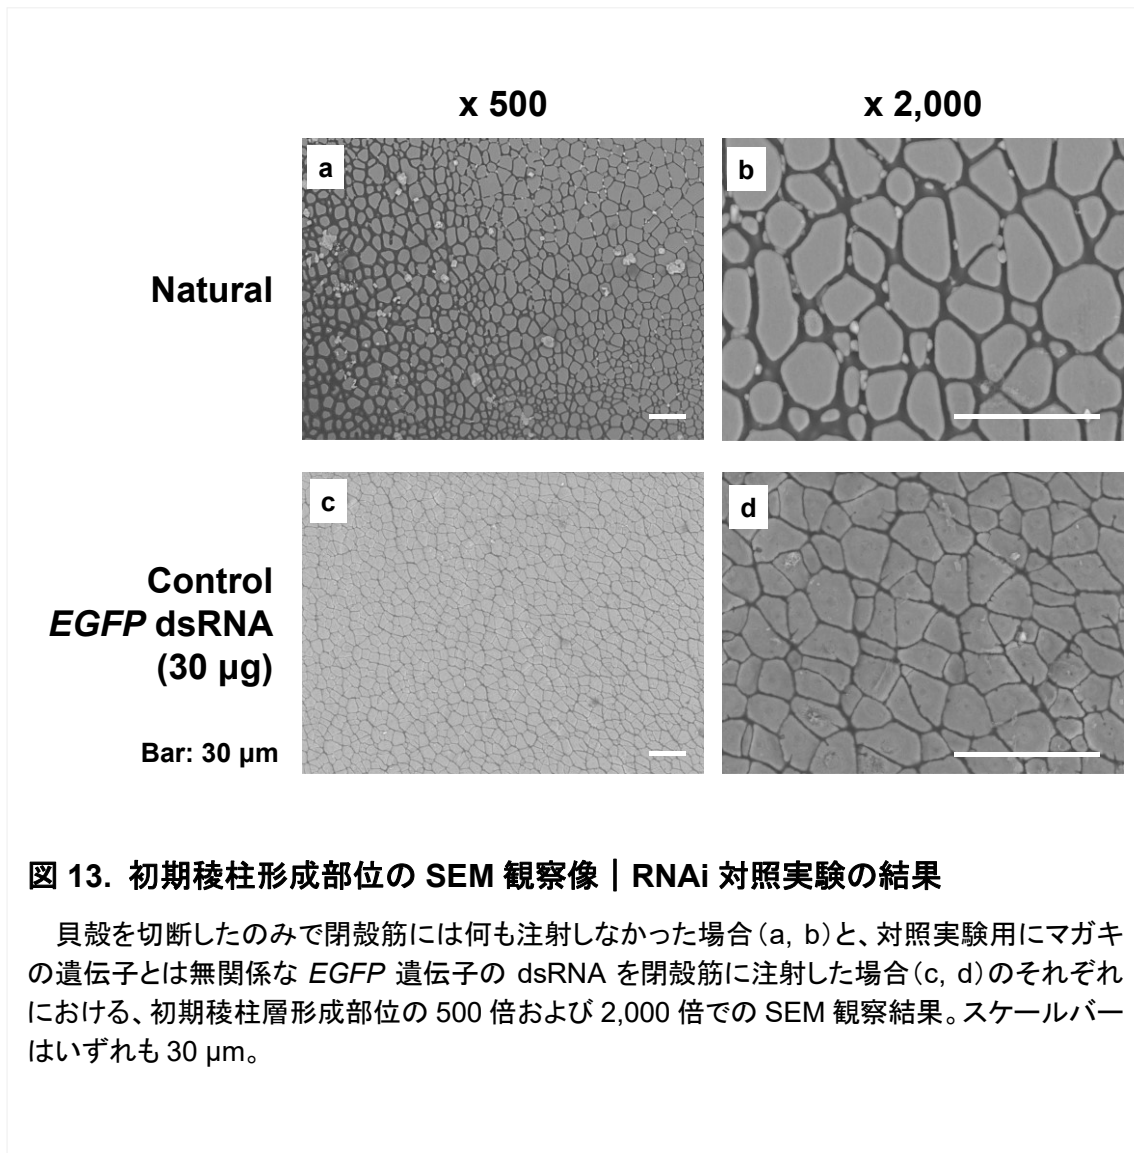 x 500
x 2,000
a
b
Natural
c
d
Control
EGFP dsRNA
(30 μg)
Bar: 30 μm
図 13. 初期稜柱形成部位の SEM 観察像｜RNAi 対照実験の結果
貝殻を切断したのみで閉殻筋には何も注射しなかった場合（a, b）と、対照実験用にマガキ
の遺伝子とは無関係な EGFP 遺伝子の dsRNA を閉殻筋に注射した場合（c, d）のそれぞれ
における、初期稜柱層形成部位の 500 倍および 2,000 倍での SEM 観察結果。スケールバー
はいずれも 30 μm。